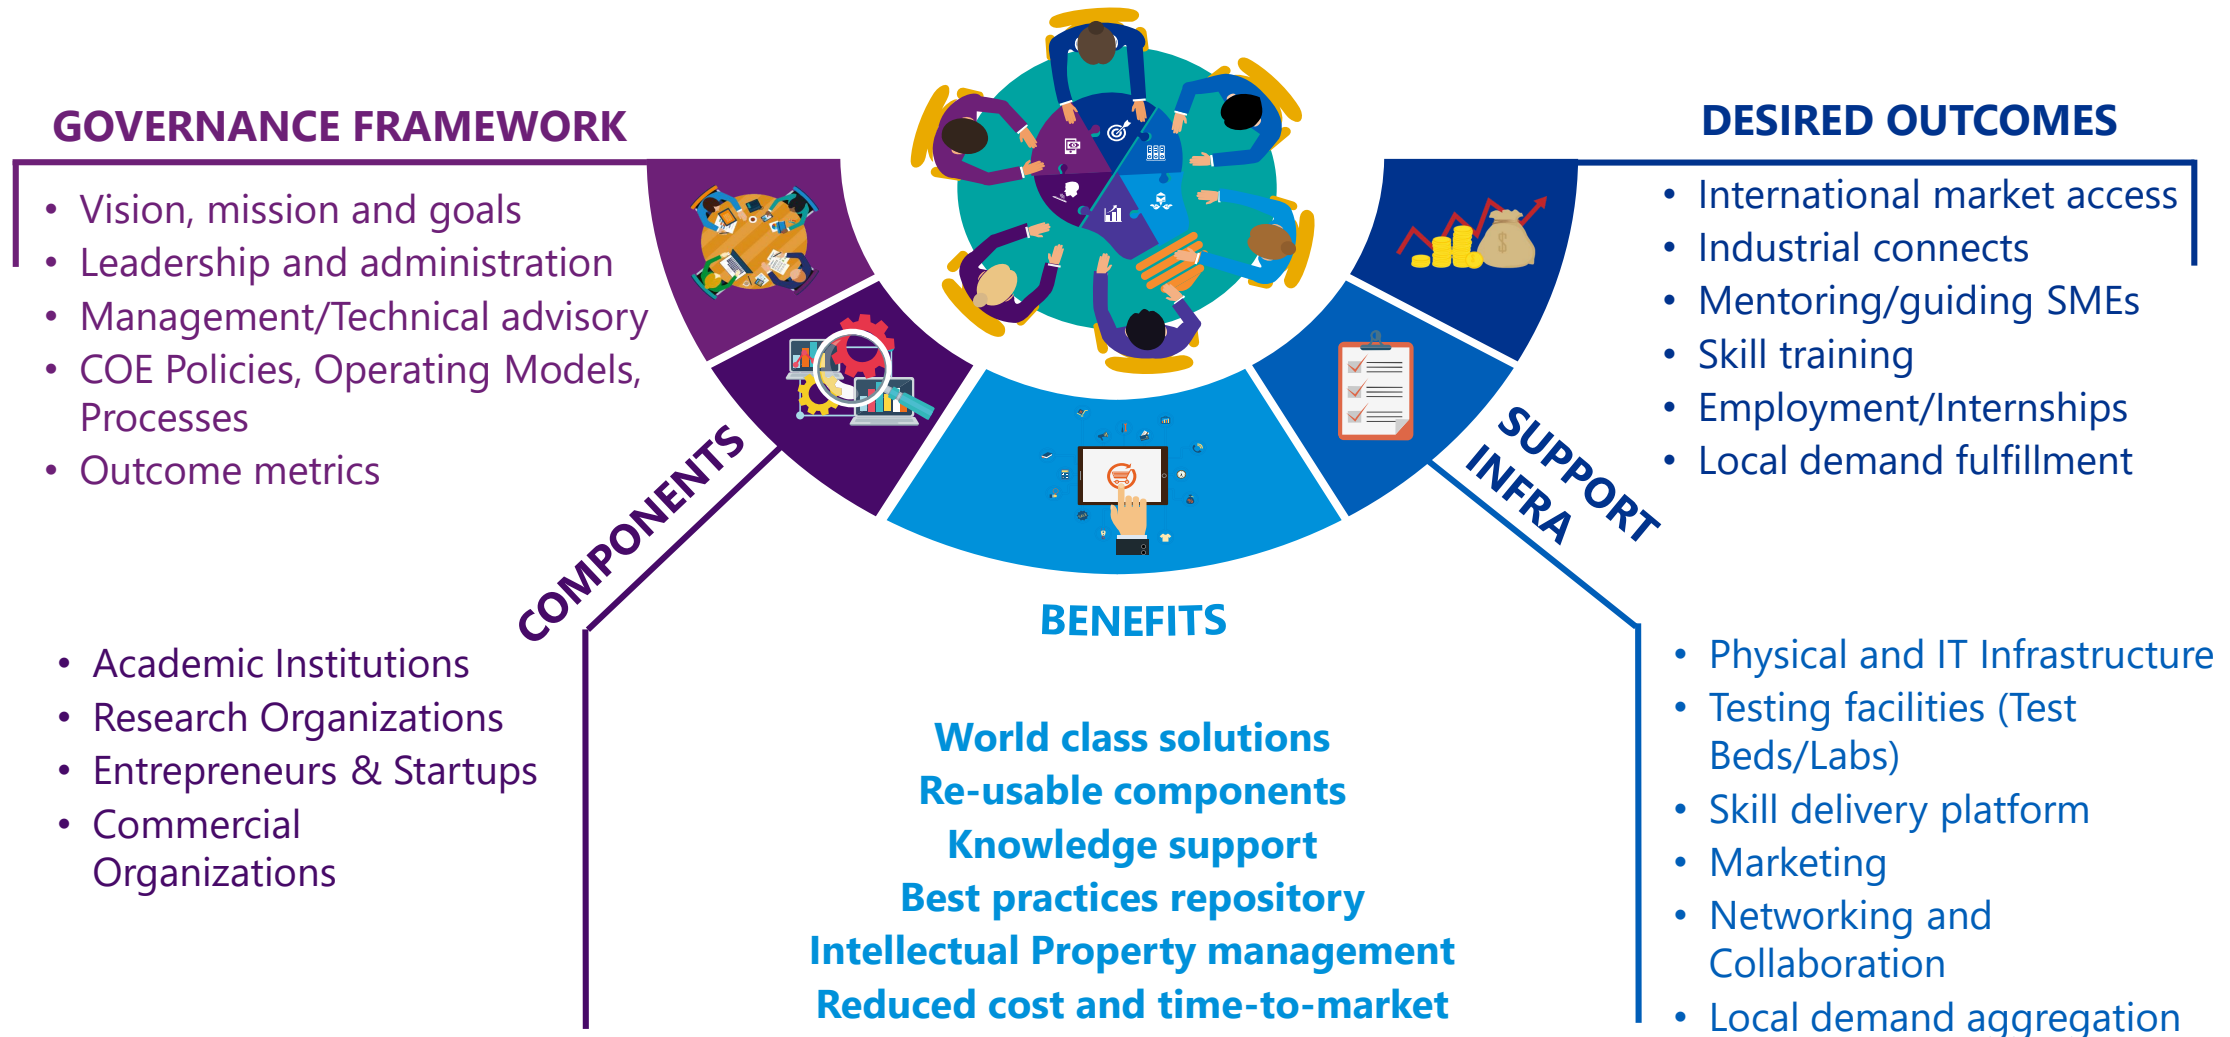 GOVERNANCE FRAMEWORK
• Vision, mission and goals
• Leadership and administration
• Management/Technical advisory
• COE Policies, Operating Models,
Processes
• Outcome metrics
COMPONENTS
• Academic Institutions
• Research Organizations
• Entrepreneurs & Startups
• Commercial
Organizations
BENEFITS
World class solutions
Re-usable components
Knowledge support
Best practices repository
Intellectual Property management
Reduced cost and time-to-market
SUPPORT
INFRA
• Physical and IT Infrastructure
• Testing facilities (Test
Beds/Labs)
• Skill delivery platform
• Marketing
• Networking and
Collaboration
• Local demand aggregation
DESIRED OUTCOMES
• International market access
• Industrial connects
• Mentoring/guiding SMEs
• Skill training
• Employment/Internships
• Local demand fulfillment